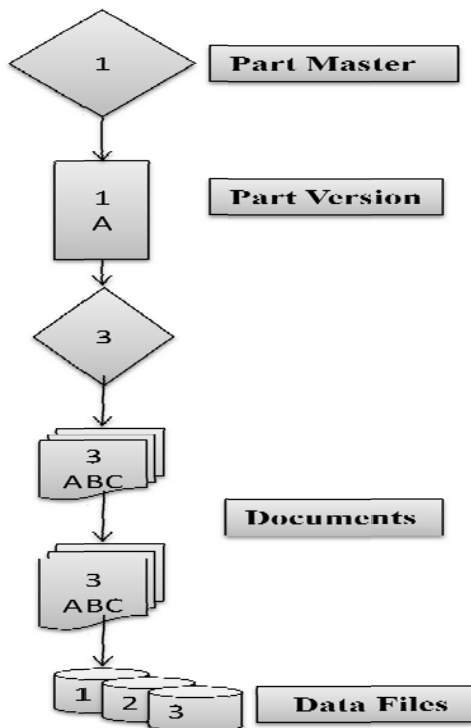 1
Part Master
1
A
Part Version
3
3
ABC
Documents
3
ABC
1
2
3
Data Files